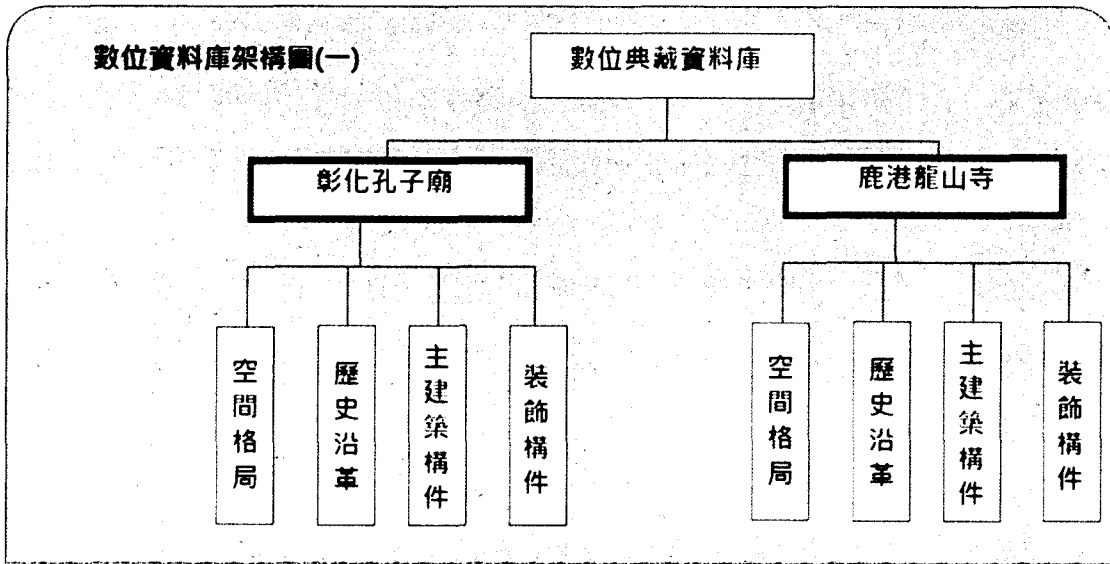 數位資料庫架構圖(一)
數位典藏資料庫
彰化孔子廟
鹿港龍山寺
空間格局
歷史沿革
主建築構件
裝飾構件
空間格局
歷史沿革
主建築構件
裝飾構件